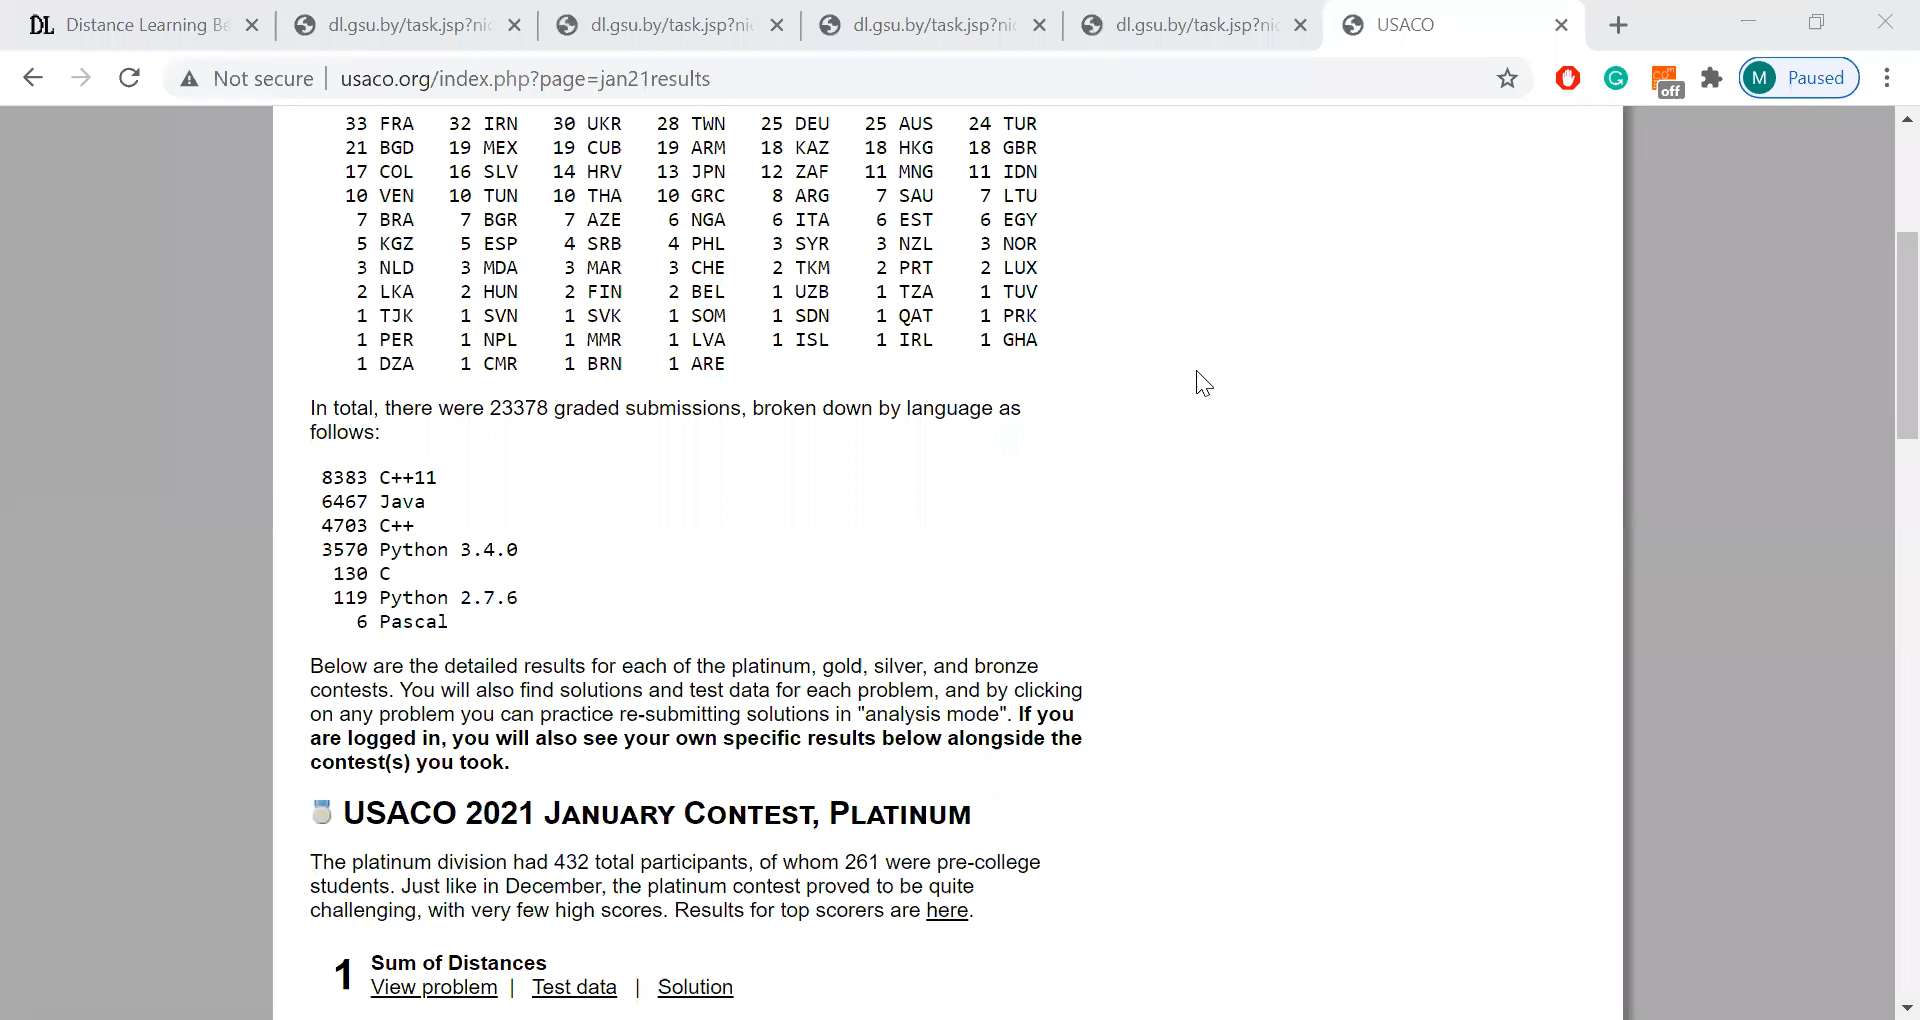 DL Distance Learning Be
dl.gsu.by/task.jsp?ni
dl.gsu.by/task.jsp?ni
dl.gsu.by/task.jsp?ni
dl.gsu.by/task.jsp?ni
USACO
Not secure usaco.org/index.php?page=jan21results
off
M Paused
33 FRA 32 IRN 30 UKR 28 TWN 25 DEU 25 AUS 24 TUR
21 BGD 19 MEX 19 CUB 19 ARM 18 KAZ 18 HKG 18 GBR
17 COL 16 SLV 14 HRV 13 JPN 12 ZAF 11 MNG 11 IDN
10 VEN 10 TUN 10 THA 10 GRC 8 ARG 7 SAU 7 LTU
7 BRA 7 BGR 7 AZE 6 NGA 6 ITA 6 EST 6 EGY
5 KGZ 5 ESP 4 SRB 4 PHL 3 SYR 3 NZL 3 NOR
3 NLD 3 MDA 3 MAR 3 CHE 2 TKM 2 PRT 2 LUX
2 LKA 2 HUN 2 FIN 2 BEL 1 UZB 1 TZA 1 TUV
1 TJK 1 SVN 1 SVK 1 SOM 1 SDN 1 QAT 1 PRK
1 PER 1 NPL 1 MMR 1 LVA 1 ISL 1 IRL 1 GHA
1 DZA 1 CMR 1 BRN 1 ARE
In total, there were 23378 graded submissions, broken down by language as
follows:
8383 C++11
6467 Java
4703 C++
3570 Python 3.4.0
130 C
119 Python 2.7.6
6 Pascal
Below are the detailed results for each of the platinum, gold, silver, and bronze
contests. You will also find solutions and test data for each problem, and by clicking
on any problem you can practice re-submitting solutions in "analysis mode". If you
are logged in, you will also see your own specific results below alongside the
contest(s) you took.
USACO 2021 January Contest, Platinum
The platinum division had 432 total participants, of whom 261 were pre-college
students. Just like in December, the platinum contest proved to be quite
challenging, with very few high scores. Results for top scorers are here.
1 Sum of Distances
View problem | Test data | Solution